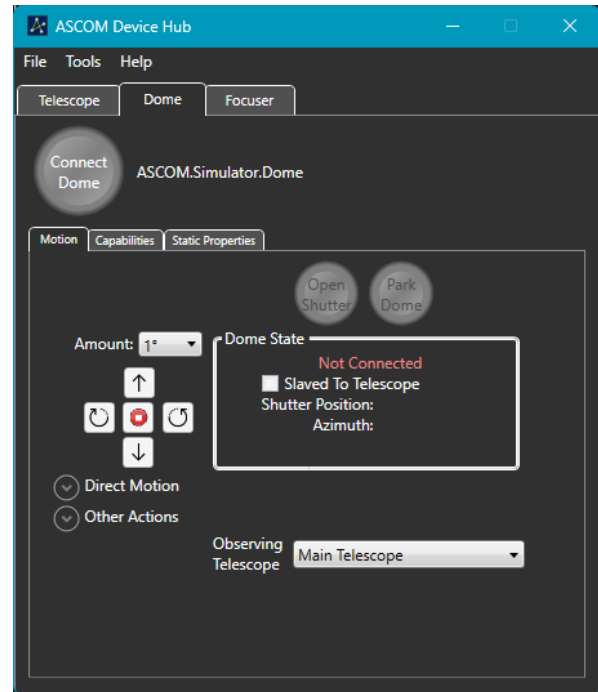 ASCOM Device Hub
File Tools Help
Telescope Dome Focuser
Connect
Dome
ASCOM.Simulator.Dome
Motion Capabilities Static Properties
Open
Shutter
Park
Dome
Amount: 1°
Dome State
Not Connected
Slaved To Telescope
Shutter Position:
Azimuth:
Direct Motion
Other Actions
Observing
Telescope
Main Telescope